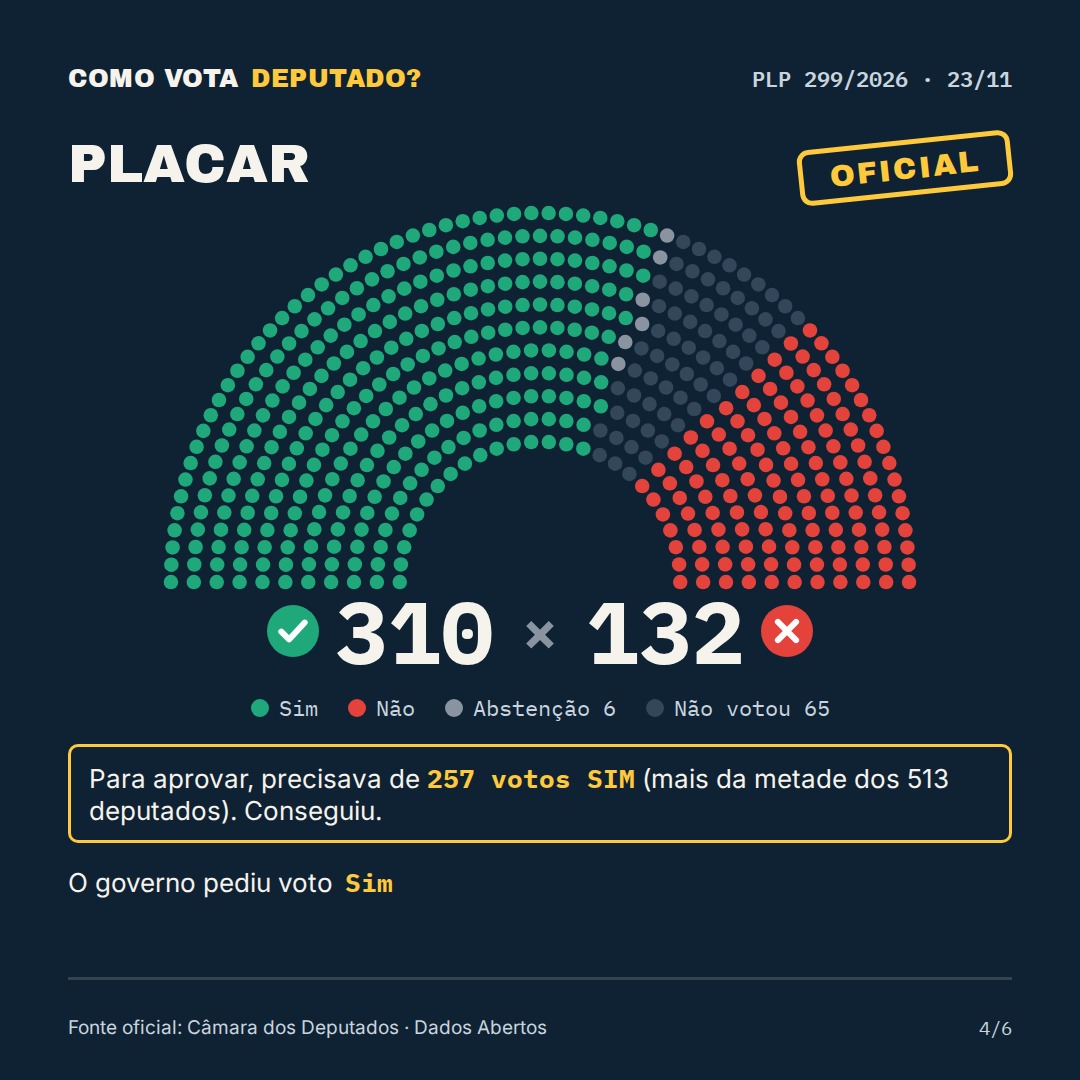 COMO VOTA DEPUTADO?
PLP 299/2026 · 23/11
PLACAR
OFICIAL
310 × 132
Sim
Não
Abstenção 6
Não votou 65
Para aprovar, precisava de 257 votos SIM (mais da metade dos 513
deputados). Conseguiu.
O governo pediu voto Sim
Fonte oficial: Câmara dos Deputados · Dados Abertos
4/6